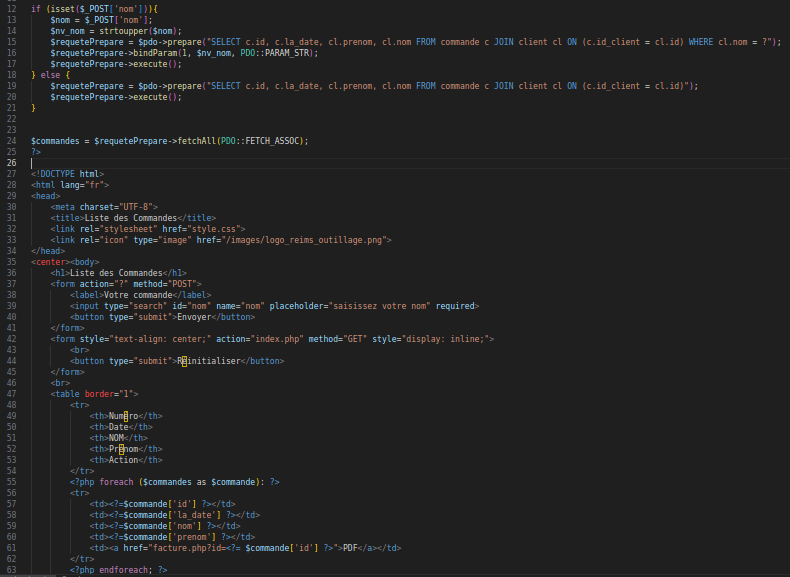 12 if (isset($_POST['nom'])){
13 $nom = $_POST['nom'];
14 $nv_nom = strtoupper($nom);
15 $requetePrepare = $pdo->prepare("SELECT c.id, c.la_date, cl.prenom, cl.nom FROM commande c JOIN client cl ON (c.id_client = cl.id) WHERE cl.nom = ?");
16 $requetePrepare->bindParam(1, $nv_nom, PDO::PARAM_STR);
17 $requetePrepare->execute();
18 } else {
19 $requetePrepare = $pdo->prepare("SELECT c.id, c.la_date, cl.prenom, cl.nom FROM commande c JOIN client cl ON (c.id_client = cl.id)");
20 $requetePrepare->execute();
21 }
22
23
24 $commandes = $requetePrepare->fetchAll(PDO::FETCH_ASSOC);
25 ?>
26
27 <!DOCTYPE html>
28 <html lang="fr">
29 <head>
30 <meta charset="UTF-8">
31 <title>Liste des Commandes</title>
32 <link rel="stylesheet" href="style.css">
33 <link rel="icon" type="image" href="/images/logo_reims_outillage.png">
34 </head>
35 <center><body>
36 <h1>Liste des Commandes</h1>
37 <form action="?" method="POST">
38 <label>Votre commande</label>
39 <input type="search" id="nom" name="nom" placeholder="saisissez votre nom" required>
40 <button type="submit">Envoyer</button>
41 </form>
42 <form style="text-align: center;" action="index.php" method="GET" style="display: inline;">
43 <br>
44 <button type="submit">Réinitialiser</button>
45 </form>
46 <br>
47 <table border="1">
48 <tr>
49 <th>Numéro</th>
50 <th>Date</th>
51 <th>NOM</th>
52 <th>Prénom</th>
53 <th>Action</th>
54 </tr>
55 <?php foreach ($commandes as $commande): ?>
56 <tr>
57 <td><?=$commande['id'] ?></td>
58 <td><?=$commande['la_date'] ?></td>
59 <td><?=$commande['nom'] ?></td>
60 <td><?=$commande['prenom'] ?></td>
61 <td><a href="facture.php?id=<?= $commande['id'] ?>">PDF</a></td>
62 </tr>
63 <?php endforeach; ?>